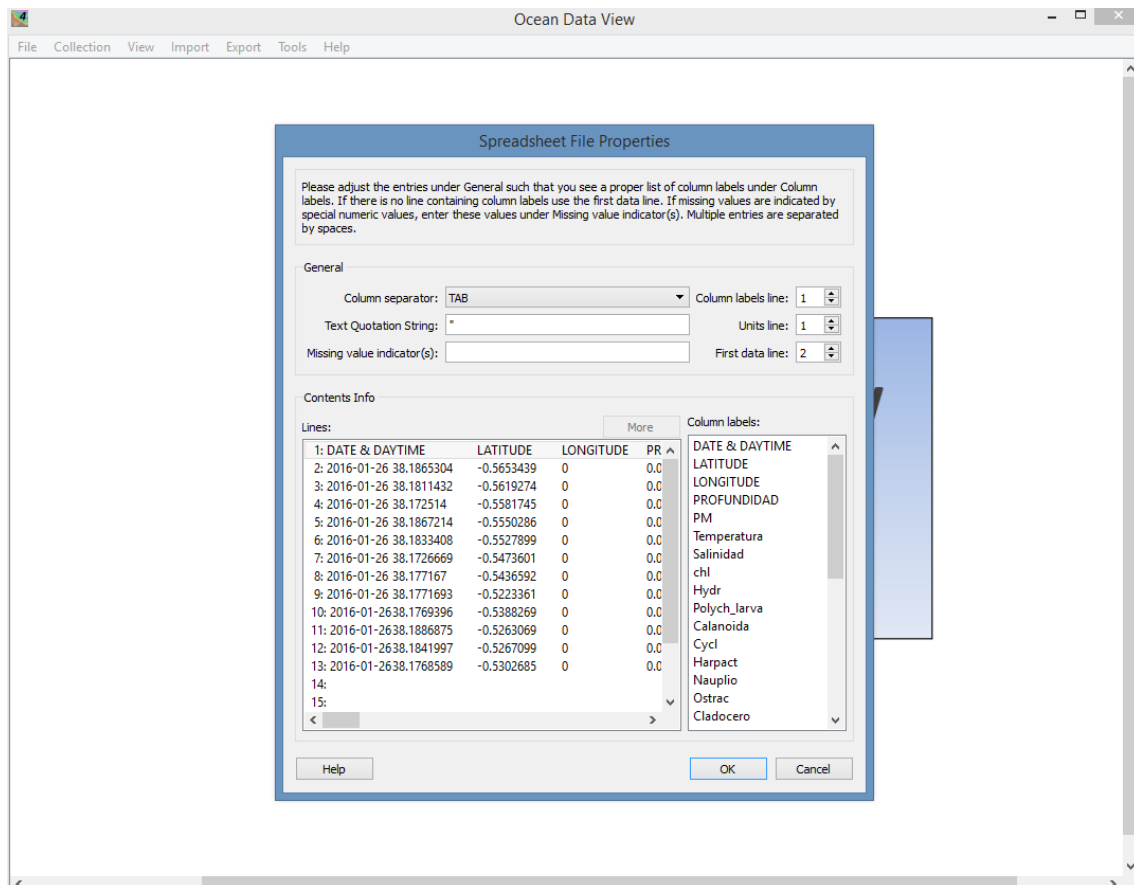 4
Ocean Data View
File Collection View Import Export Tools Help
Spreadsheet File Properties
Please adjust the entries under General such that you see a proper list of column labels under Column
labels. If there is no line containing column labels use the first data line. If missing values are indicated by
special numeric values, enter these values under Missing value indicator(s). Multiple entries are separated
by spaces.
General
Column separator: TAB Column labels line: 1
Text Quotation String: " Units line: 1
Missing value indicator(s): First data line: 2
Contents Info
Lines: More
1: DATE & DAYTIME LATITUDE LONGITUDE PR
2: 2016-01-26 38.1865304 -0.5653439 0 0.0
3: 2016-01-26 38.1811432 -0.5619274 0 0.0
4: 2016-01-26 38.172514 -0.5581745 0 0.0
5: 2016-01-26 38.1867214 -0.5550286 0 0.0
6: 2016-01-26 38.1833408 -0.5527899 0 0.0
7: 2016-01-26 38.1726669 -0.5473601 0 0.0
8: 2016-01-26 38.177167 -0.5436592 0 0.0
9: 2016-01-26 38.1771693 -0.5223361 0 0.0
10: 2016-01-2638.1769396 -0.5388269 0 0.0
11: 2016-01-2638.1886875 -0.5263069 0 0.0
12: 2016-01-2638.1841997 -0.5267099 0 0.0
13: 2016-01-2638.1768589 -0.5302685 0 0.0
14:
15:
Column labels:
DATE & DAYTIME
LATITUDE
LONGITUDE
PROFUNDIDAD
PM
Temperatura
Salinidad
chl
Hydr
Polych_larva
Calanoida
Cycl
Harpact
Nauplio
Ostrac
Cladocero
Help OK Cancel